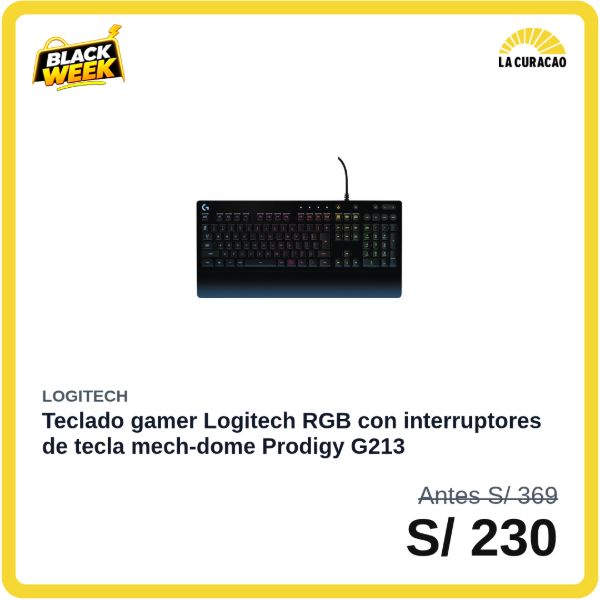 BLACK
WEEK
LA CURACAO
LOGITECH
Teclado gamer Logitech RGB con interruptores
de tecla mech-dome Prodigy G213
Antes S/ 369
S/ 230